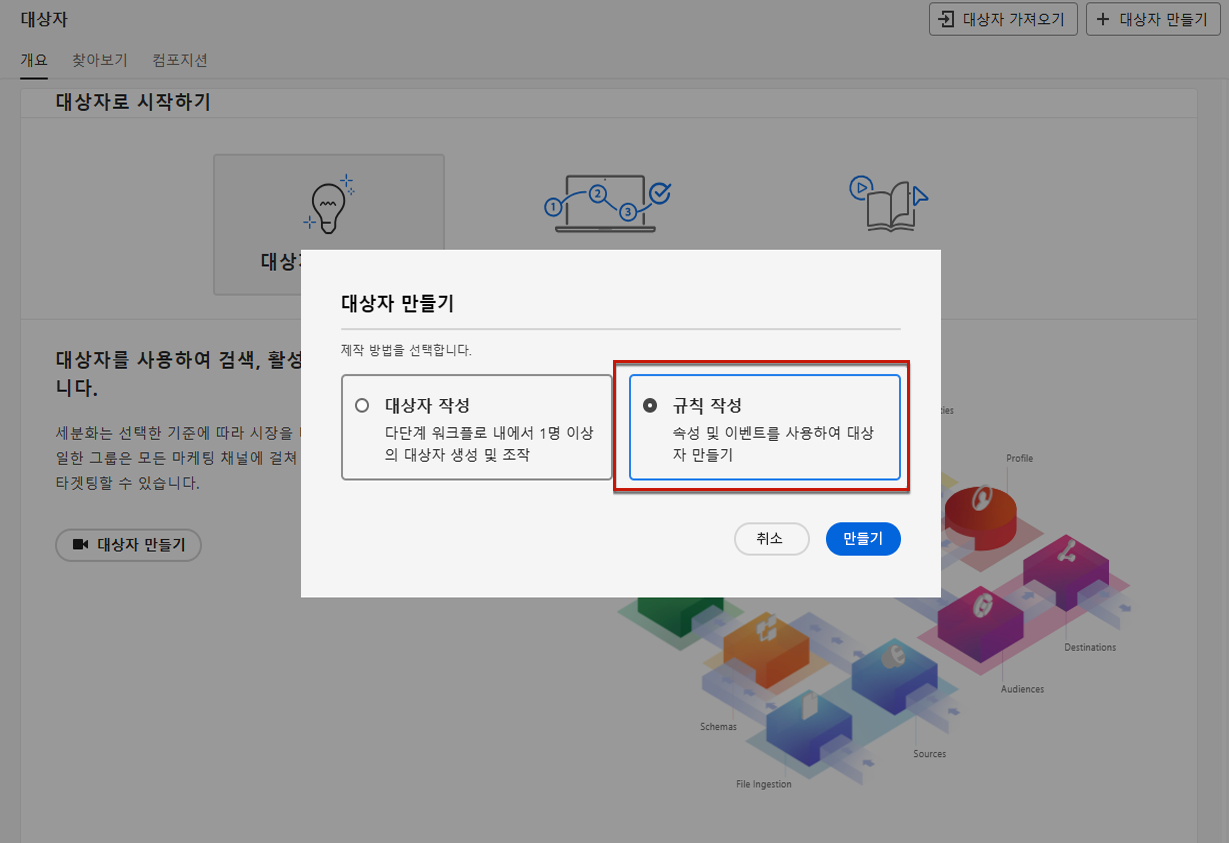 대상자
대상자 가져오기
대상자 만들기
개요
찾아보기
컴포지션
대상자로 시작하기
1
2
3
대상자 만들기
제작 방법을 선택합니다.
대상자 작성
다단계 워크플로 내에서 1명 이상
의 대상자 생성 및 조작
규칙 작성
속성 및 이벤트를 사용하여 대상
자 만들기
취소
만들기
대상자를 사용하여 검색,
니다.
세분화는 선택한 기준에 따라 시장을
일한 그룹은 모든 마케팅 채널에 걸쳐
타겟팅할 수 있습니다.
대상자 만들기
Profile
Destinations
Audiences
Schemas
Sources
File Ingestion